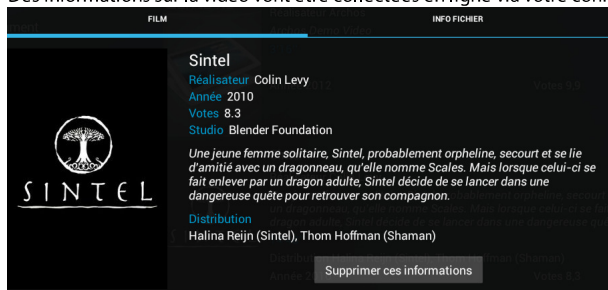 Des informations sur la vidéo vont être collectées en ligne via votre
FILM
INFO FICHIER
Sintel
Réalisateur Colin Levy
Année 2010
Votes 8.3
Studio Blender Foundation
Une jeune femme solitaire, Sintel, probablement orpheline, secourt et se lie
d'amitié avec un dragonneau, qu'elle nomme Scales. Mais lorsque celui-ci se
fait enlever par un dragon adulte, Sintel décide de se lancer dans une
dangereuse quête pour retrouver son compagnon.
SINTEL
Distribution
Halina Reijn (Sintel), Thom Hoffman (Shaman)
Supprimer ces informations